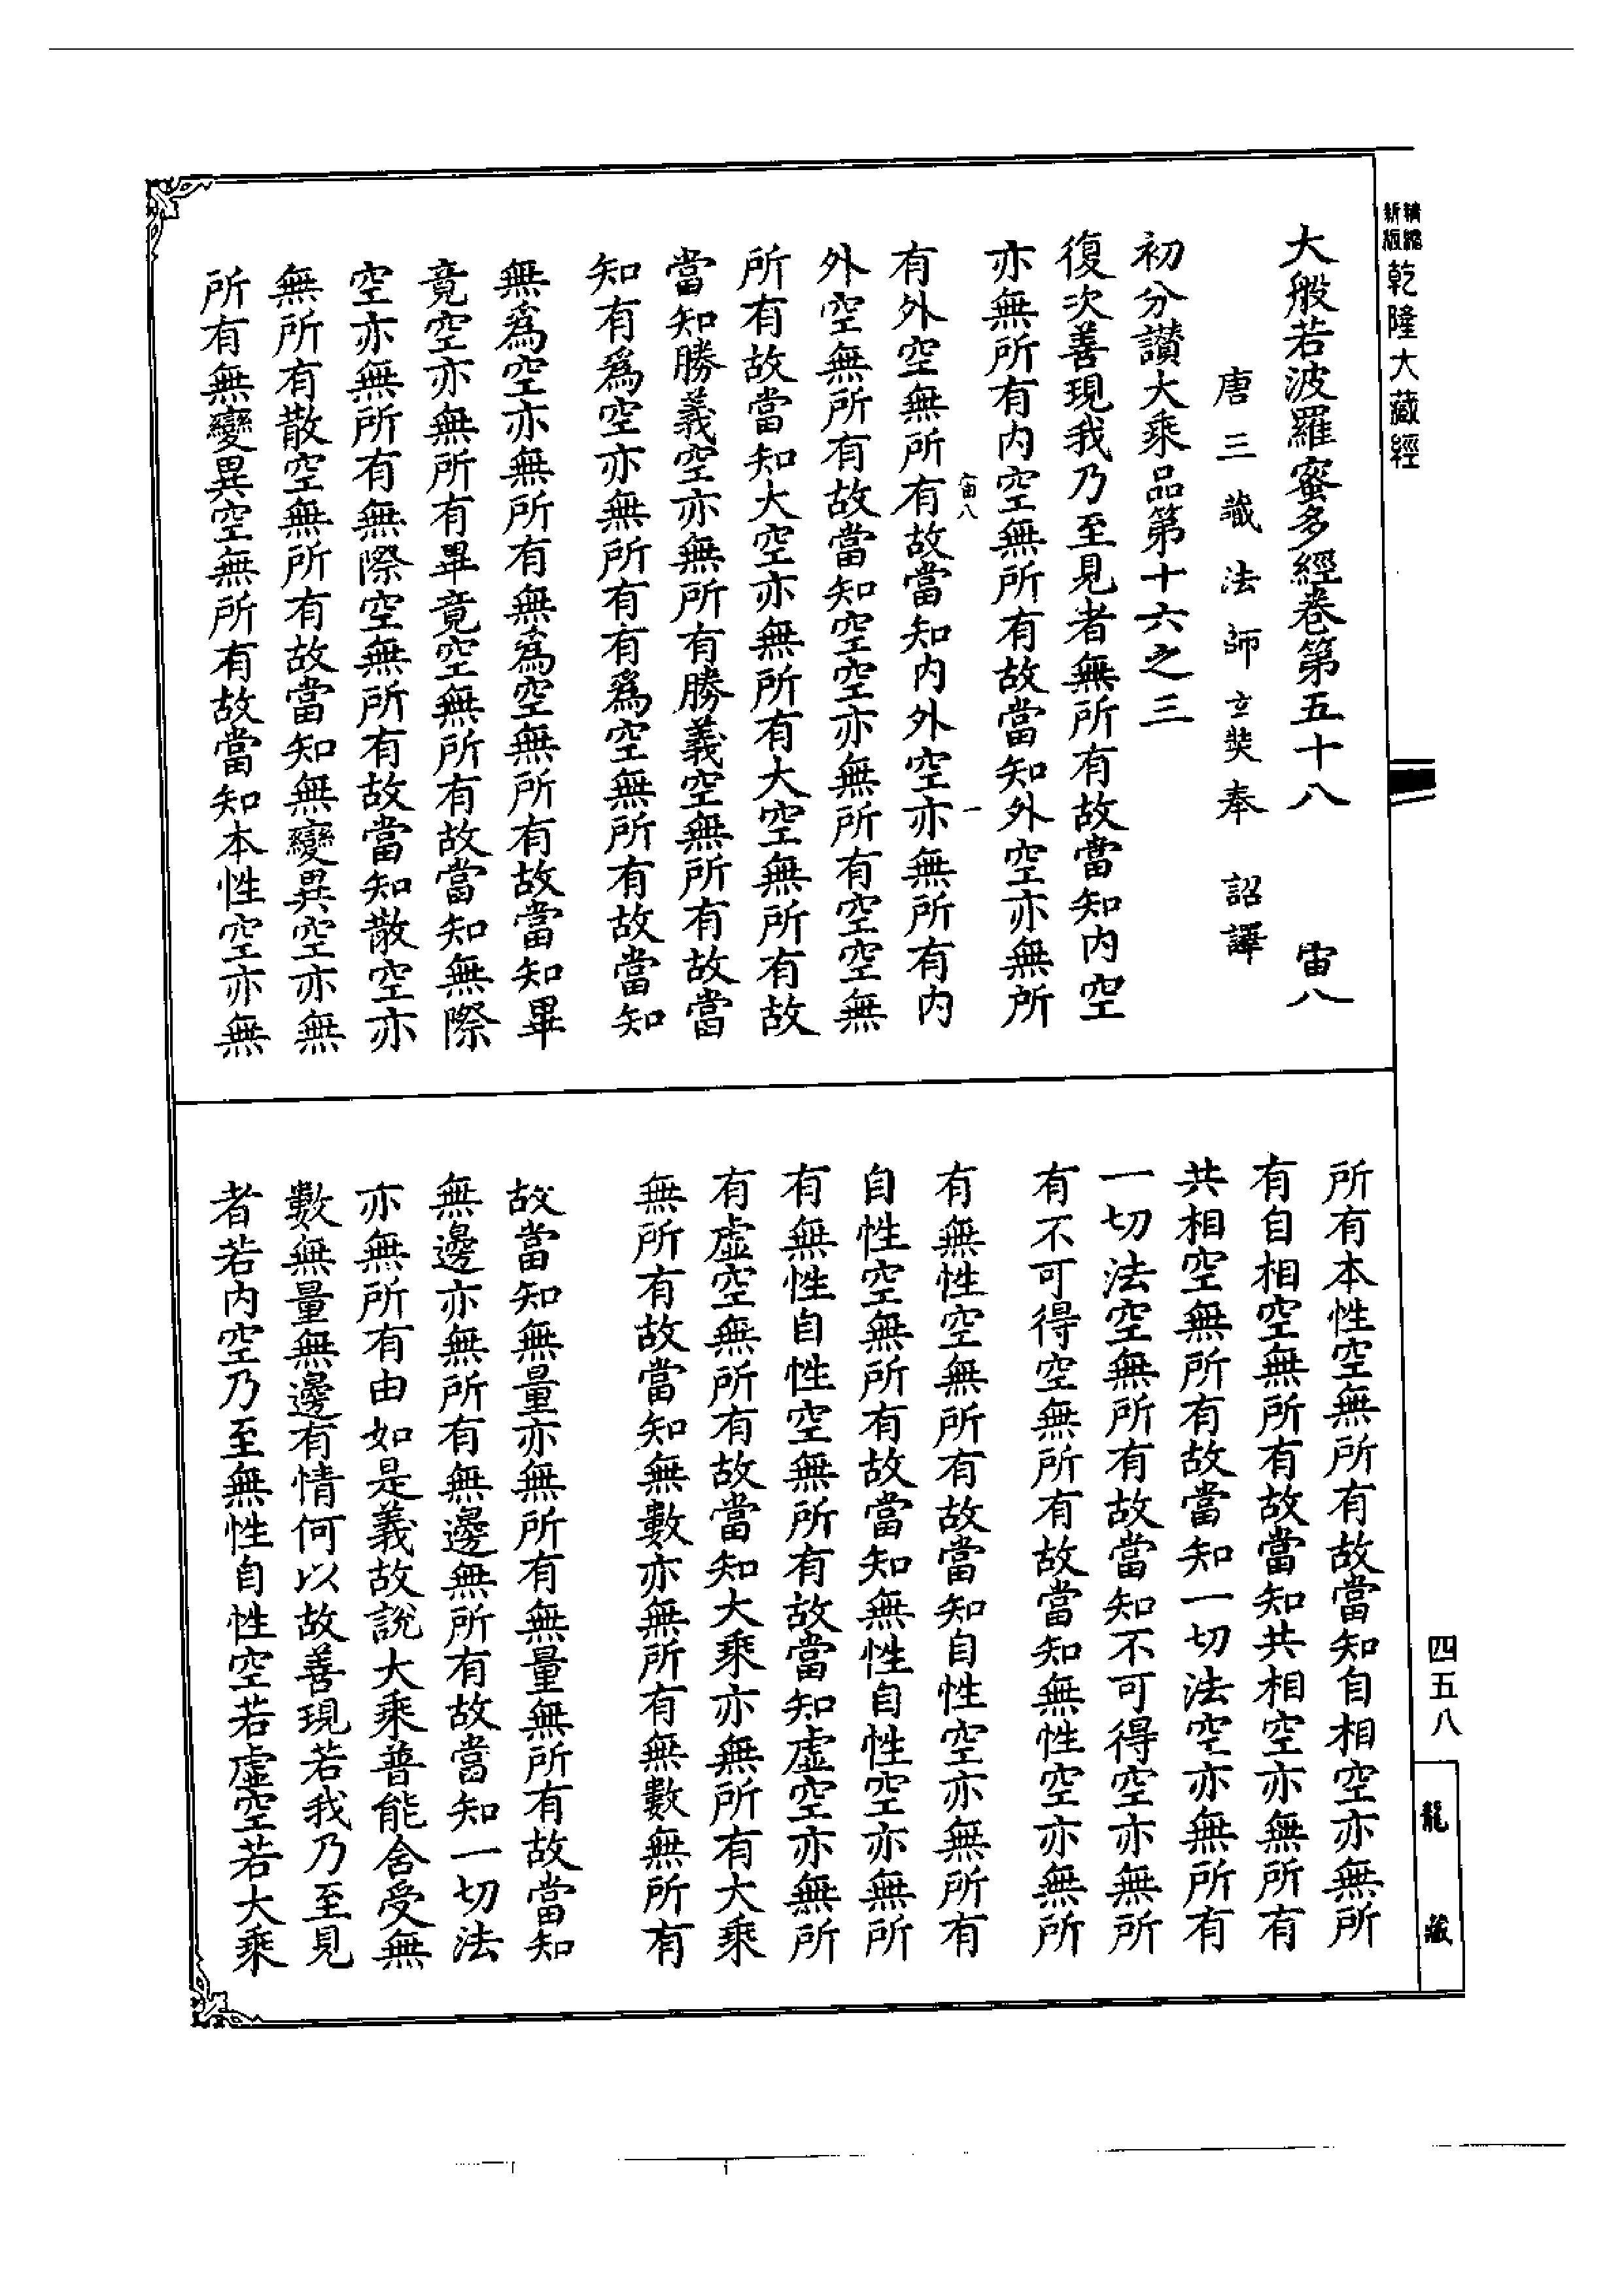 精縮新版乾隆大藏經
大般若波羅蜜多經卷第五十八 宙八
唐三藏法師玄奘奉 詔譯
初分讚大乘品第十六之三
復次善現我乃至見者無所有故當知內空
亦無所有內空無所有故當知外空亦無所
宙八 一
有外空無所有故當知內外空亦無所有內
外空無所有故當知空空亦無所有空空無
所有故當知大空亦無所有大空無所有故
當知勝義空亦無所有勝義空無所有故當
知有爲空亦無所有有爲空無所有故當知
無爲空亦無所有無爲空無所有故當知畢
竟空亦無所有畢竟空無所有故當知無際
空亦無所有無際空無所有故當知散空亦
無所有散空無所有故當知無變異空亦無
所有無變異空無所有故當知本性空亦無
所有本性空無所有故當知自相空亦無所
有自相空無所有故當知共相空亦無所有
共相空無所有故當知一切法空亦無所有
一切法空無所有故當知不可得空亦無所
有不可得空無所有故當知無性空亦無所
有無性空無所有故當知自性空亦無所有
自性空無所有故當知無性自性空亦無所
有無性自性空無所有故當知虛空亦無所
有虛空無所有故當知大乘亦無所有大乘
無所有故當知無數亦無所有無數無所有
故當知無量亦無所有無量無所有故當知
無邊亦無所有無邊無所有故當知一切法
亦無所有由如是義故說大乘普能含受無
數無量無邊有情何以故善現若我乃至見
者若內空乃至無性自性空若虛空若大乘
四五八
龍藏